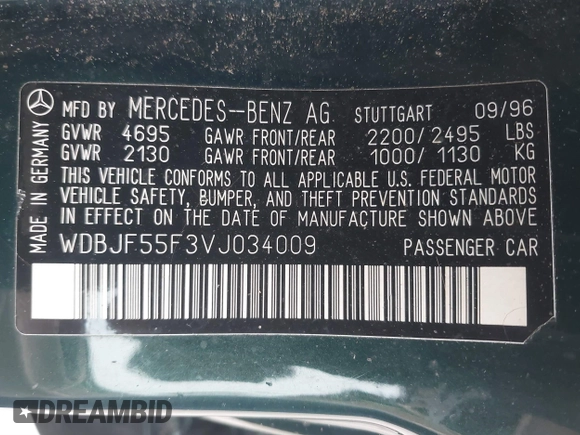 MFD BY MERCEDES-BENZ AG STUTTGART 09/96
GVWR 4695 GAWR FRONT/REAR 2200/2495 LBS
GVWR 2130 GAWR FRONT/REAR 1000/1130 KG
THIS VEHICLE CONFORMS TO ALL APPLICABLE U.S. FEDERAL MOTOR
VEHICLE SAFETY, BUMPER, AND THEFT PREVENTION STANDARDS
IN EFFECT ON THE DATE OF MANUFACTURE SHOWN ABOVE
WDBJF55F3VJ034009 PASSENGER CAR
MADE IN GERMANY
DREAMBID